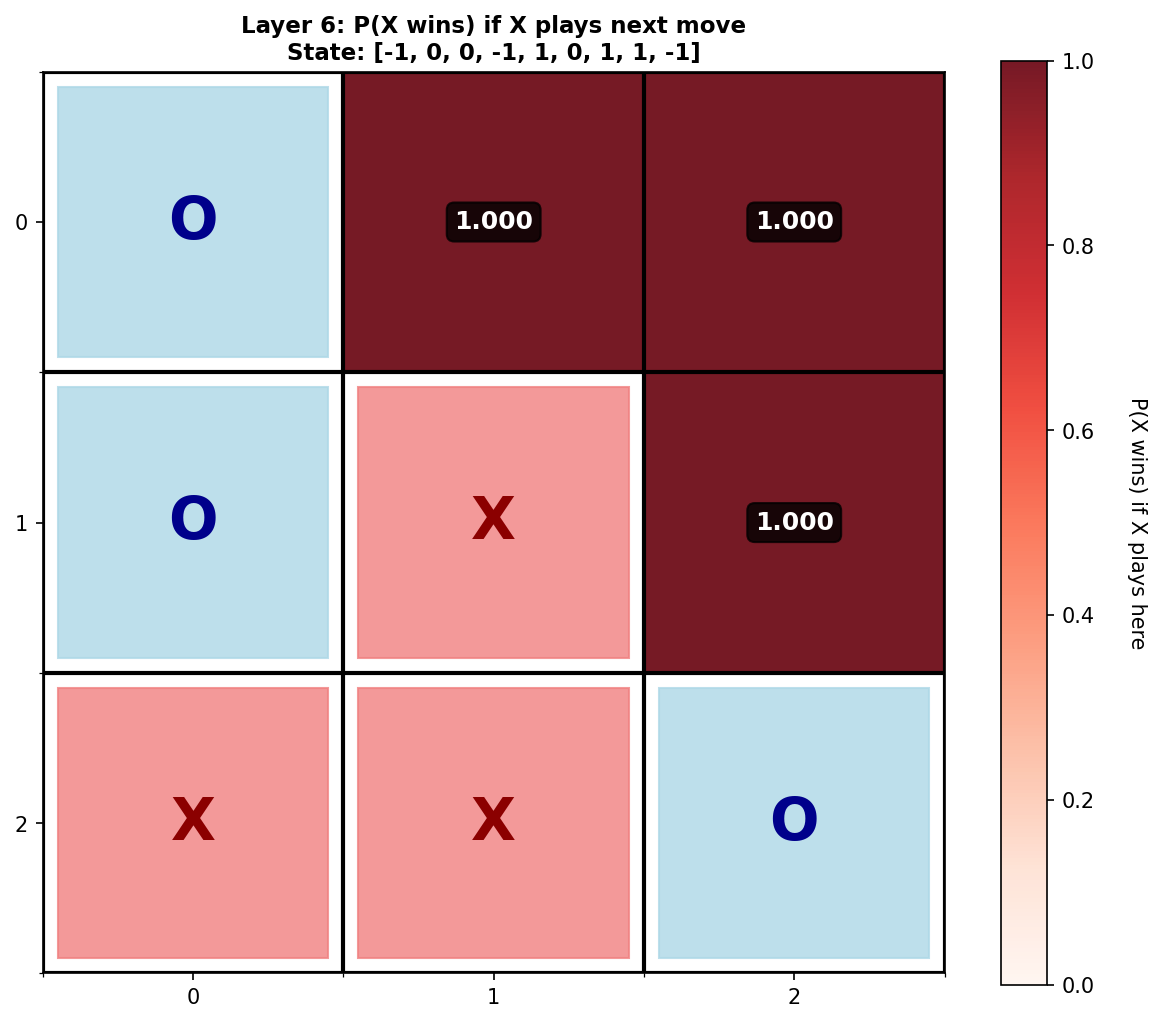 Layer 6: P(X wins) if X plays next move
State: [-1, 0, 0, -1, 1, 0, 1, 1, -1]
O
1.000
1.000
O
X
1.000
X
X
O
0
1
2
0
1
2
1.0
0.8
0.6
0.4
0.2
0.0
P(X wins) if X plays here